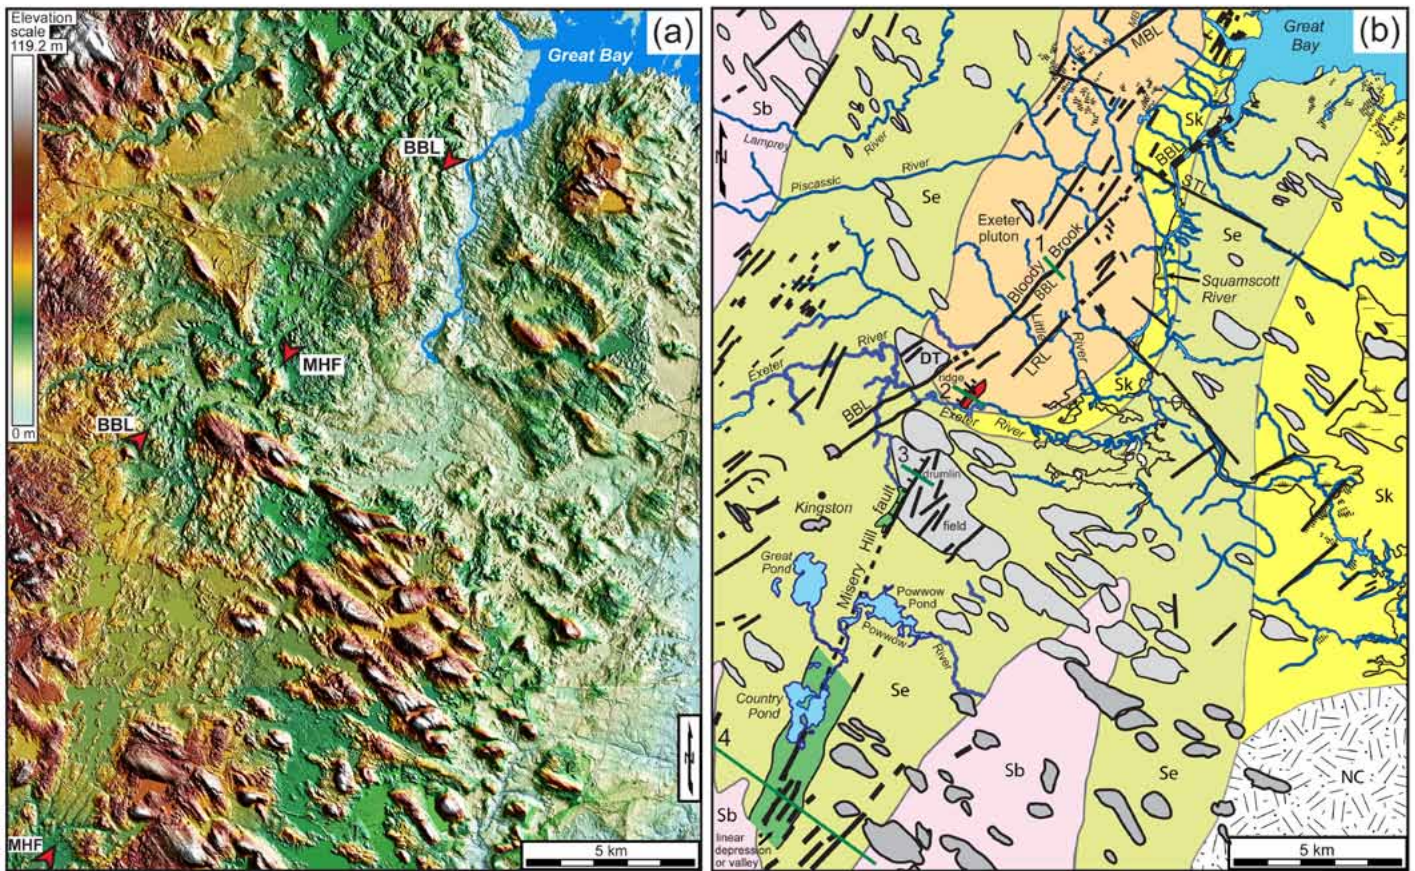 Elevation
scale
119.2 m
0 m
Great Bay
(a)
BBL
MHF
BBL
MHF
N
5 km
(b)
Great
Bay
MBL
Sb
Sk
N
Lamprey
River
BBL
STL
Piscassic
River
Se
Exeter
pluton
1
Bloody Brook
BBL
Se
Squamscott
River
Little
River
LRL
DT
Exeter
River
ridge
2
Sk
BBL
Exeter
River
3
drumlin
field
Sk
Kingston
Misery Hill fault
Great
Pond
Powwow
Pond
Powwow
River
Country
Pond
Se
4
Sb
Sb
Se
NC
linear
depression
or valley
5 km